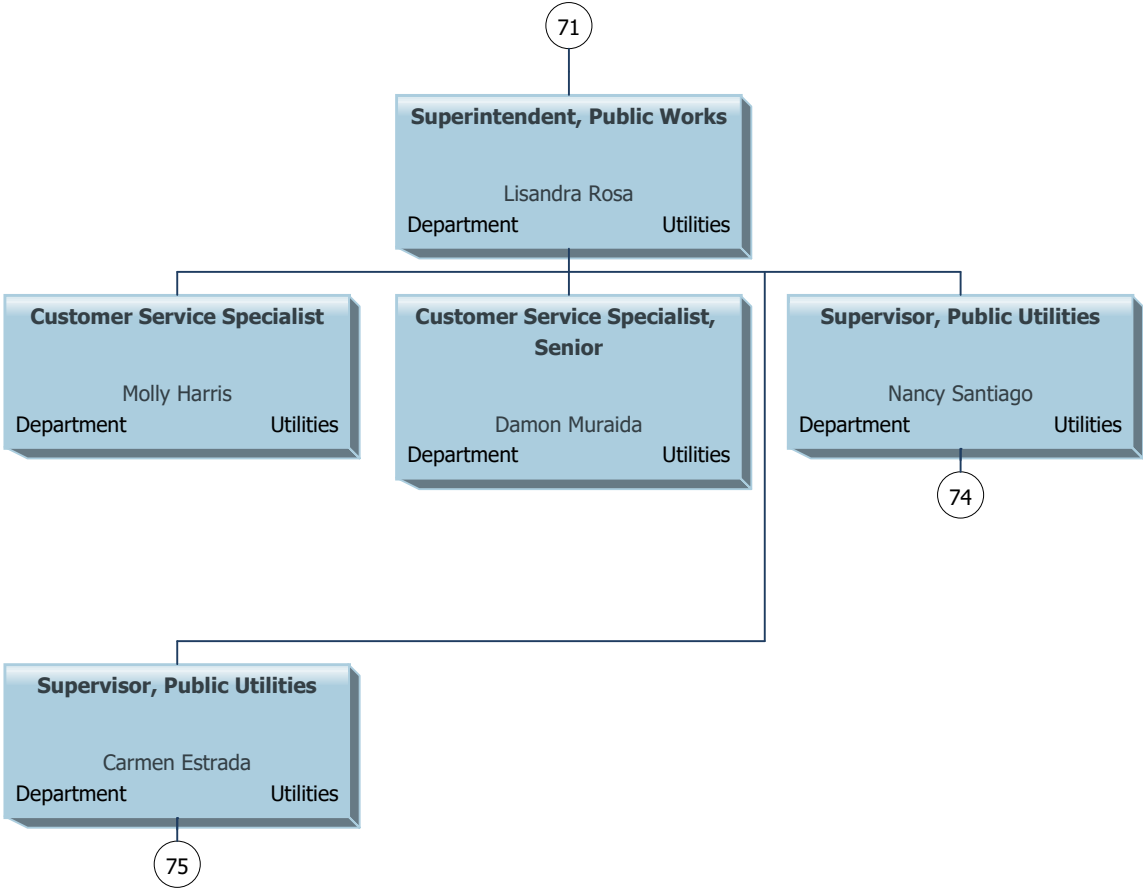 71
Superintendent, Public Works
Lisandra Rosa
Department Utilities
Customer Service Specialist
Molly Harris
Department Utilities
Customer Service Specialist,
Senior
Damon Muraida
Department Utilities
Supervisor, Public Utilities
Nancy Santiago
Department Utilities
74
Supervisor, Public Utilities
Carmen Estrada
Department Utilities
75